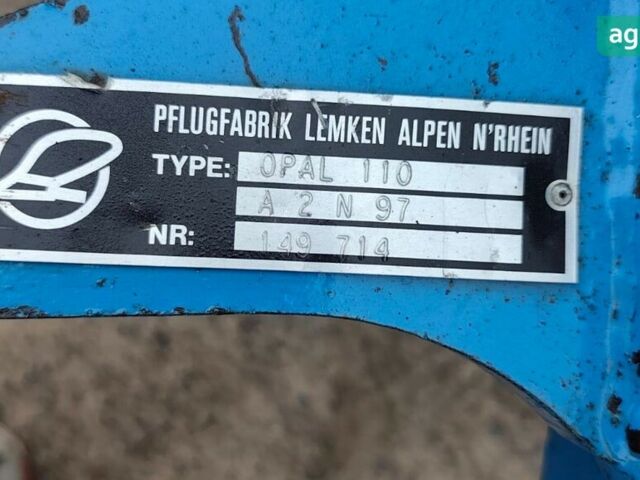 ag
PFLUGFABRIK LEMKEN ALPEN N'RHEIN
TYPE: OPAL 110
A 2 N 97
NR: 149 714